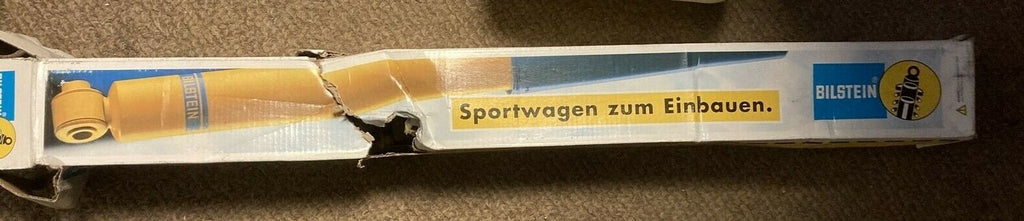 BILSTEIN
Sportwagen zum Einbauen.
BILSTEIN